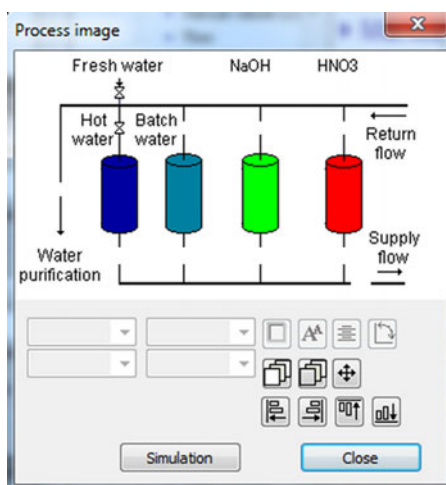 Process image
Fresh water
NaOH
HNO3
Hot
water
Batch
water
Return
flow
Water
purification
Supply
flow
Simulation
Close